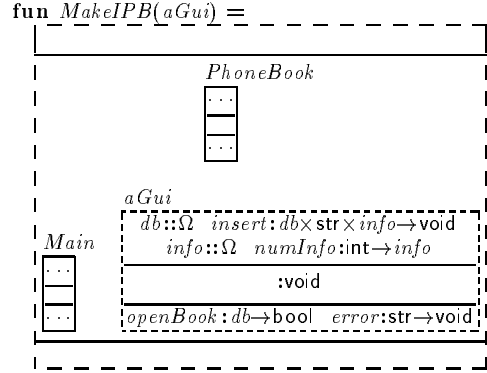 fun MakeIPB(aGui) =
PhoneBook
...
...
aGui
db::Ω insert:db×str×info→void
info::Ω numInfo:int→info
Main
...
:void
...
openBook:db→bool error:str→void